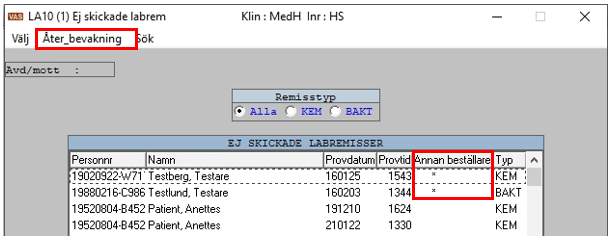 VAS LA10 (1) Ej skickade labrem Klin : MedH Inr : HS
Välj Åter_bevakning Sök
Avd/mott :
Remisstyp
Alla KEM BAKT
EJ SKICKADE LABREMISSER
Personnr Namn Provdatum Provtid Annan beställare Typ
19020922-W71 Testberg, Testare 160125 1543 * KEM
19880216-C986 Testlund, Testare 160203 1344 * BAKT
19520804-B452 Patient, Anettes 191210 1624 KEM
19520804-B452 Patient, Anettes 210122 1330 KEM